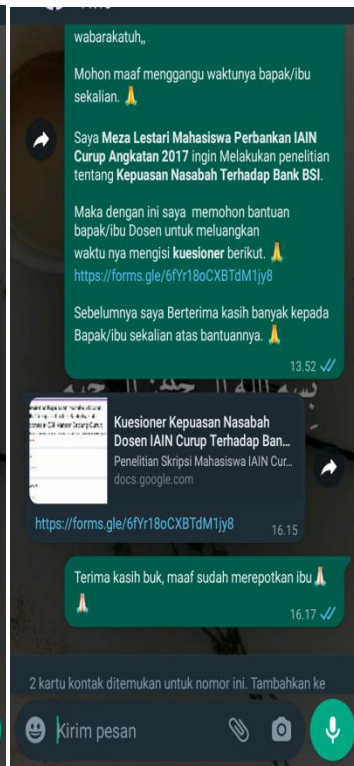 wabarakatuh,,
Mohon maaf menggangu waktunya bapak/ibu
sekalian. 🙏
Saya Meza Lestari Mahasiswa Perbankan IAIN
Curup Angkatan 2017 ingin Melakukan penelitian
tentang Kepuasan Nasabah Terhadap Bank BSI.
Maka dengan ini saya memohon bantuan
bapak/ibu Dosen untuk meluangkan
waktu nya mengisi kuesioner berikut. 🙏
https://forms.gle/6fYr18oCXBTdM1jy8
Sebelumnya saya Berterima kasih banyak kepada
Bapak/ibu sekalian atas bantuannya. 🙏
13.52
Kuesioner Kepuasan Nasabah
Dosen IAIN Curup Terhadap Ban...
Penelitian Skripsi Mahasiswa IAIN Cur...
docs.google.com
https://forms.gle/6fYr18oCXBTdM1jy8
16.15
Terima kasih buk, maaf sudah merepotkan ibu 🙏
🙏
16.17
2 kartu kontak ditemukan untuk nomor ini. Tambahkan ke
Kirim pesan